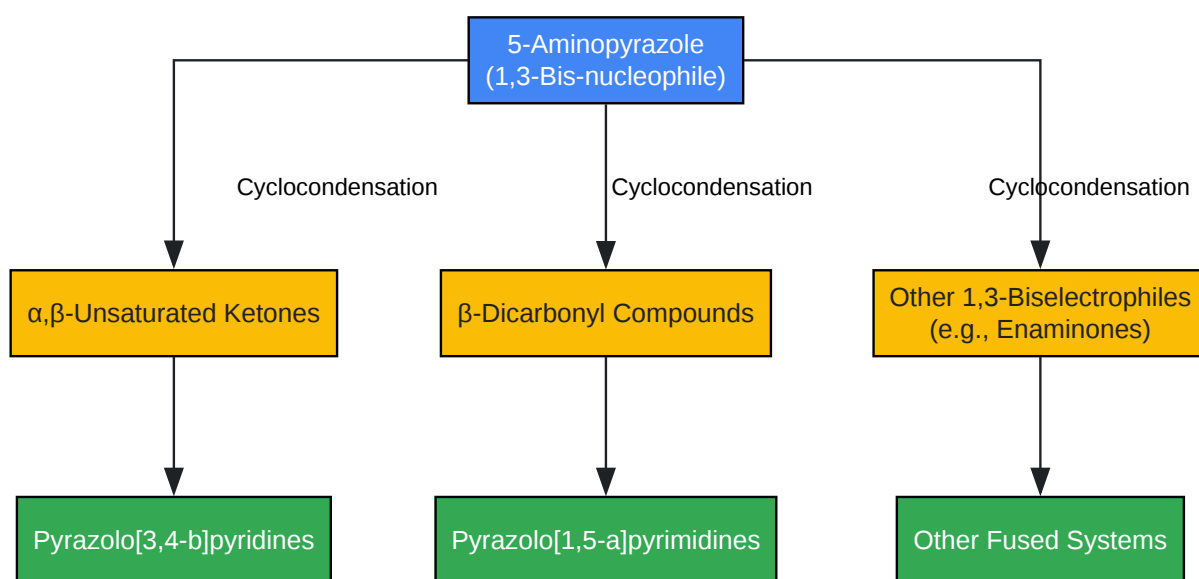 5-Aminopyrazole
(1,3-Bis-nucleophile)
Cyclocondensation
Cyclocondensation
Cyclocondensation
α,β-Unsaturated Ketones
β-Dicarbonyl Compounds
Other 1,3-Biselectrophiles
(e.g., Enaminones)
Pyrazolo[3,4-b]pyridines
Pyrazolo[1,5-a]pyrimidines
Other Fused Systems